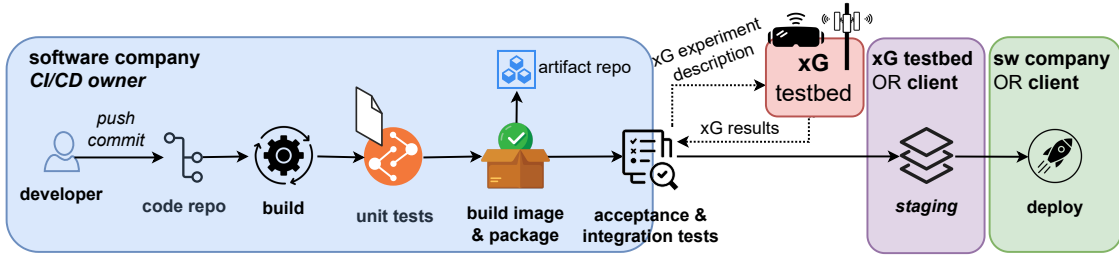 software company
CI/CD owner
push
commit
developer
code repo
build
unit tests
artifact repo
build image
& package
acceptance &
integration tests
xG experiment
description
xG results
xG
testbed
xG testbed
OR client
staging
sw company
OR client
deploy